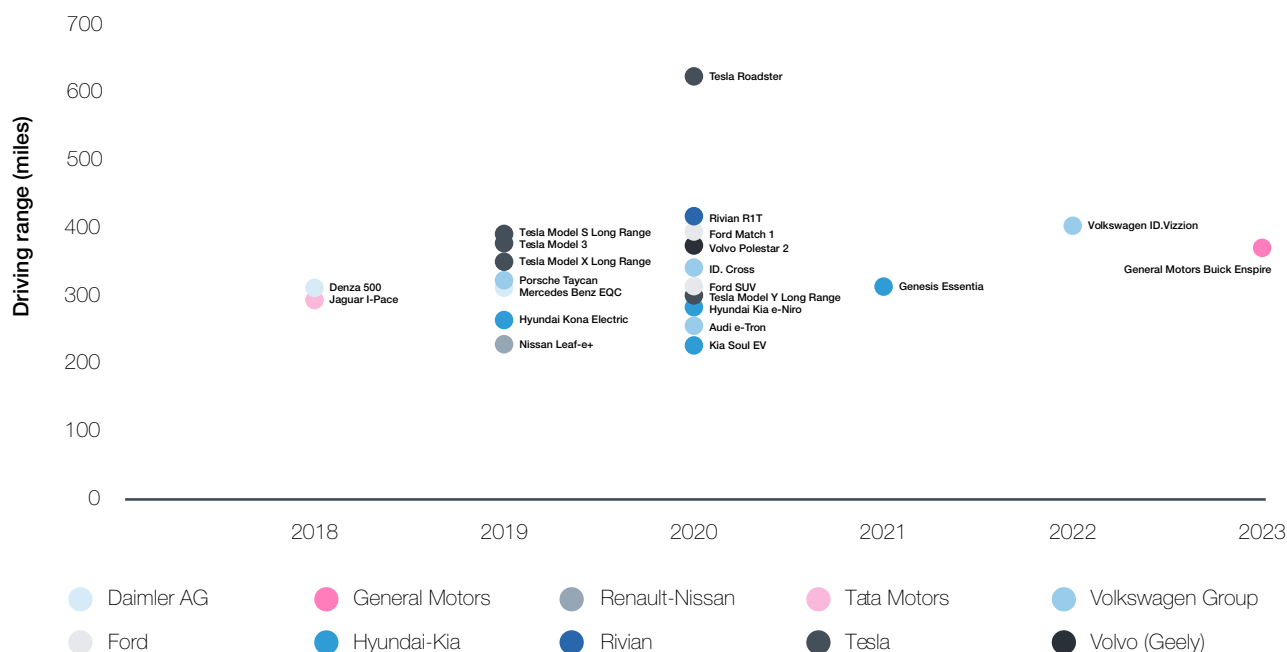 700
600
500
400
300
200
100
0
Driving range (miles)
Tesla Roadster
Rivian R1T
Ford Match 1
Volvo Polestar 2
ID. Cross
Ford SUV
Tesla Model Y Long Range
Hyundai Kia e-Niro
Audi e-Tron
Kia Soul EV
Tesla Model S Long Range
Tesla Model 3
Tesla Model X Long Range
Porsche Taycan
Mercedes Benz EQC
Hyundai Kona Electric
Nissan Leaf-e+
Denza 500
Jaguar I-Pace
Genesis Essentia
Volkswagen ID.Vizzion
General Motors Buick Enspire
2018 2019 2020 2021 2022 2023
Daimler AG General Motors Renault-Nissan Tata Motors Volkswagen Group
Ford Hyundai-Kia Rivian Tesla Volvo (Geely)